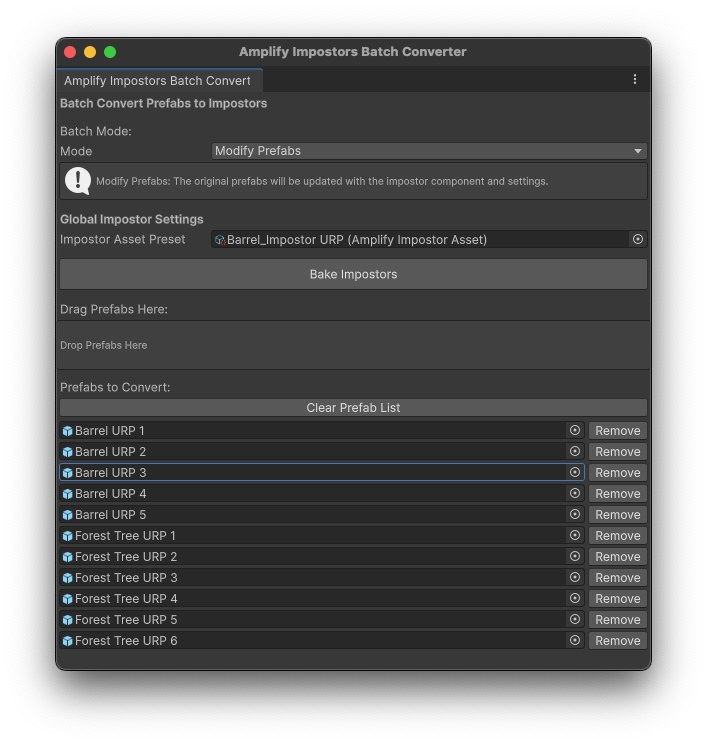 Amplify Impostors Batch Converter
Amplify Impostors Batch Convert
Batch Convert Prefabs to Impostors
Batch Mode:
Mode Modify Prefabs
Modify Prefabs: The original prefabs will be updated with the impostor component and settings.
Global Impostor Settings
Impostor Asset Preset Barrel_Impostor URP (Amplify Impostor Asset)
Bake Impostors
Drag Prefabs Here:
Drop Prefabs Here
Prefabs to Convert:
Clear Prefab List
Barrel URP 1 Remove
Barrel URP 2 Remove
Barrel URP 3 Remove
Barrel URP 4 Remove
Barrel URP 5 Remove
Forest Tree URP 1 Remove
Forest Tree URP 2 Remove
Forest Tree URP 3 Remove
Forest Tree URP 4 Remove
Forest Tree URP 5 Remove
Forest Tree URP 6 Remove